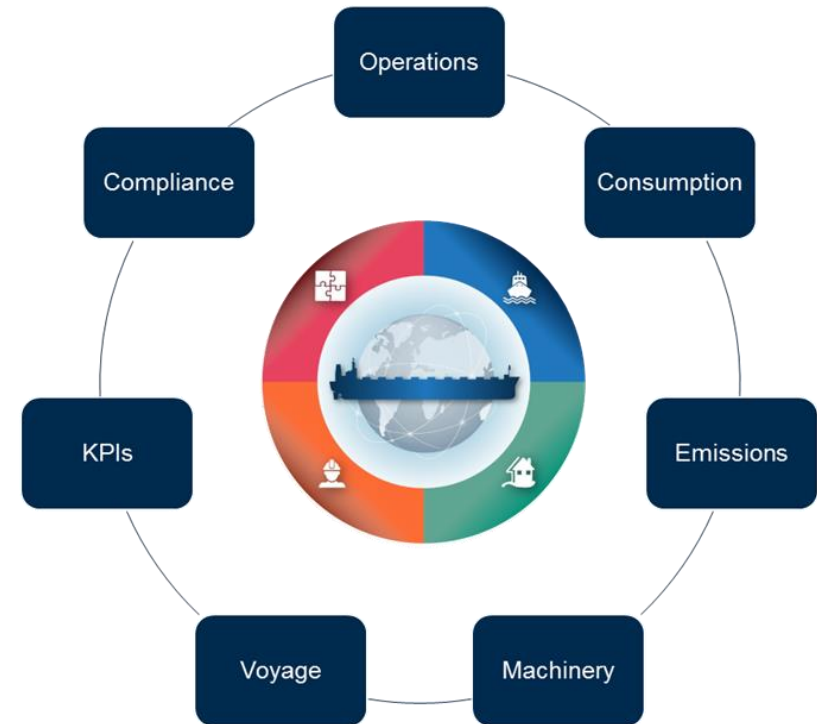 Operations
Consumption
Emissions
Machinery
Voyage
KPIs
Compliance